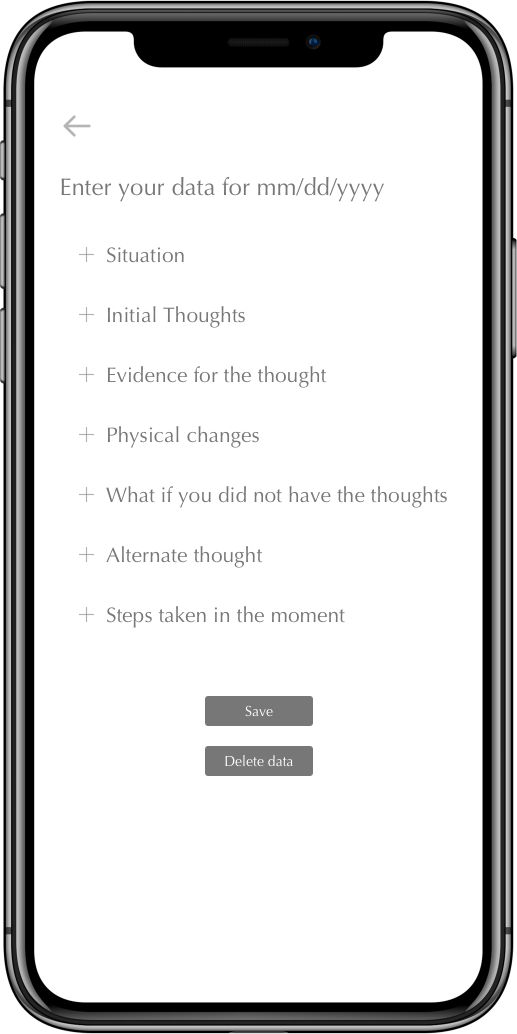 Enter your data for mm/dd/yyyy
+ Situation
+ Initial Thoughts
+ Evidence for the thought
+ Physical changes
+ What if you did not have the thoughts
+ Alternate thought
+ Steps taken in the moment
Save
Delete data